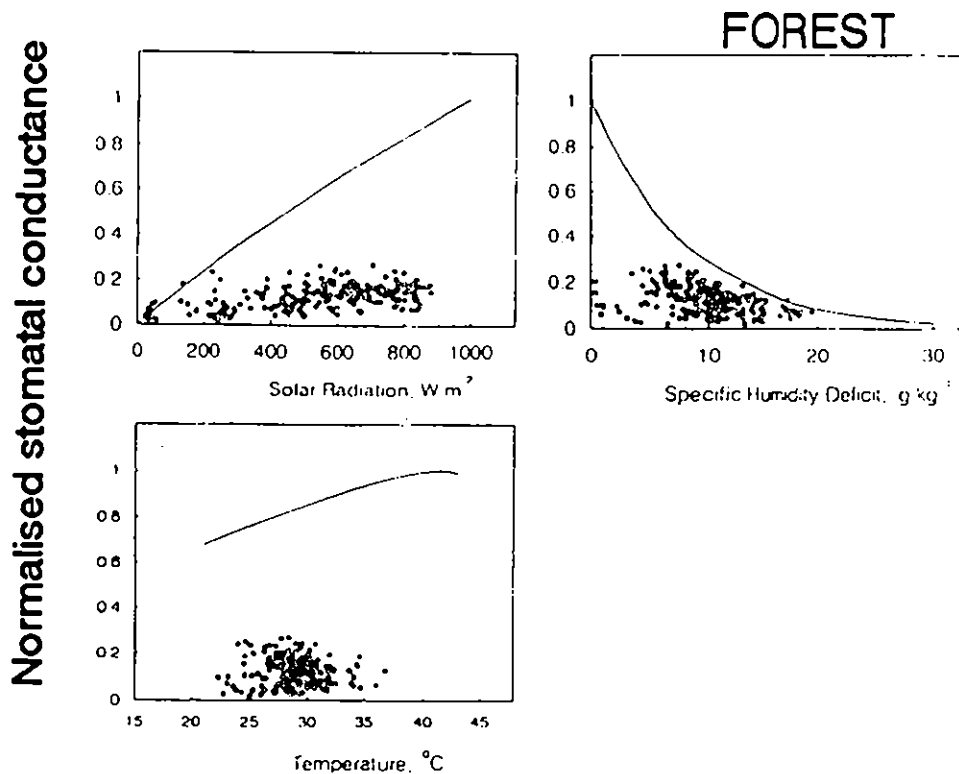 FOREST
Normalised stomatal conductance
1
0.8
0.6
0.4
0.2
0
0 200 400 600 800 1000
Solar Radiation, W m²
1
0.8
0.6
0.4
0.2
0
0 10 20 30
Specific Humidity Deficit, g kg
1
0.8
0.6
0.4
0.2
0
15 21 25 30 35 40 45
Temperature, °C